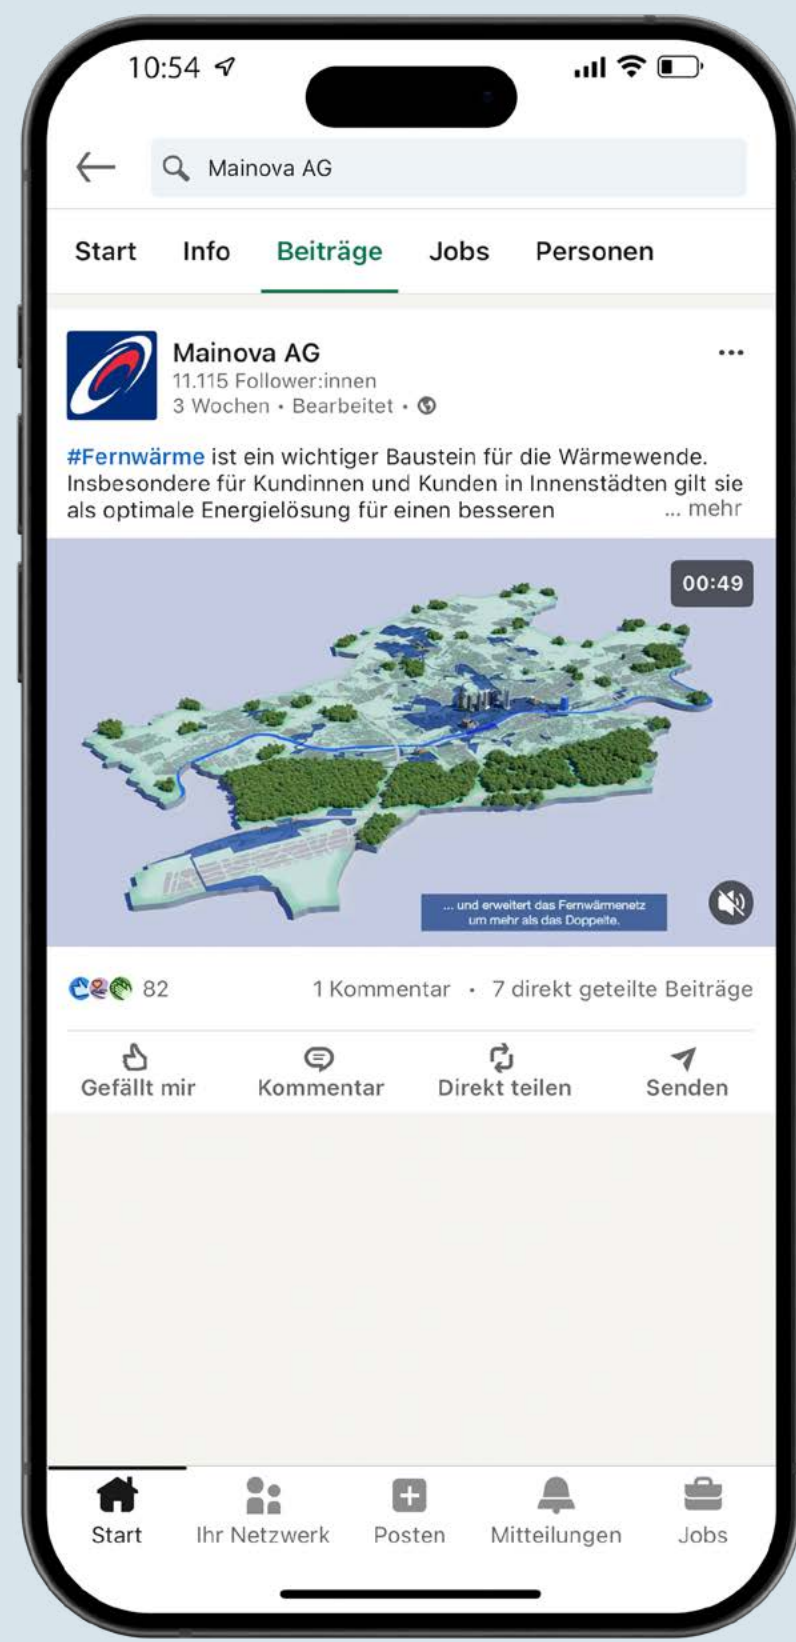 10:54
Mainova AG
Start Info Beiträge Jobs Personen
Mainova AG
11.115 Follower:innen
3 Wochen • Bearbeitet •
#Fernwärme ist ein wichtiger Baustein für die Wärmewende.
Insbesondere für Kundinnen und Kunden in Innenstädten gilt sie
als optimale Energielösung für einen besseren ... mehr
00:49
... und erweitert das Fernwärmenetz
um mehr als das Doppelte.
82 1 Kommentar • 7 direkt geteilte Beiträge
Gefällt mir Kommentar Direkt teilen Senden
Start Ihr Netzwerk Posten Mitteilungen Jobs